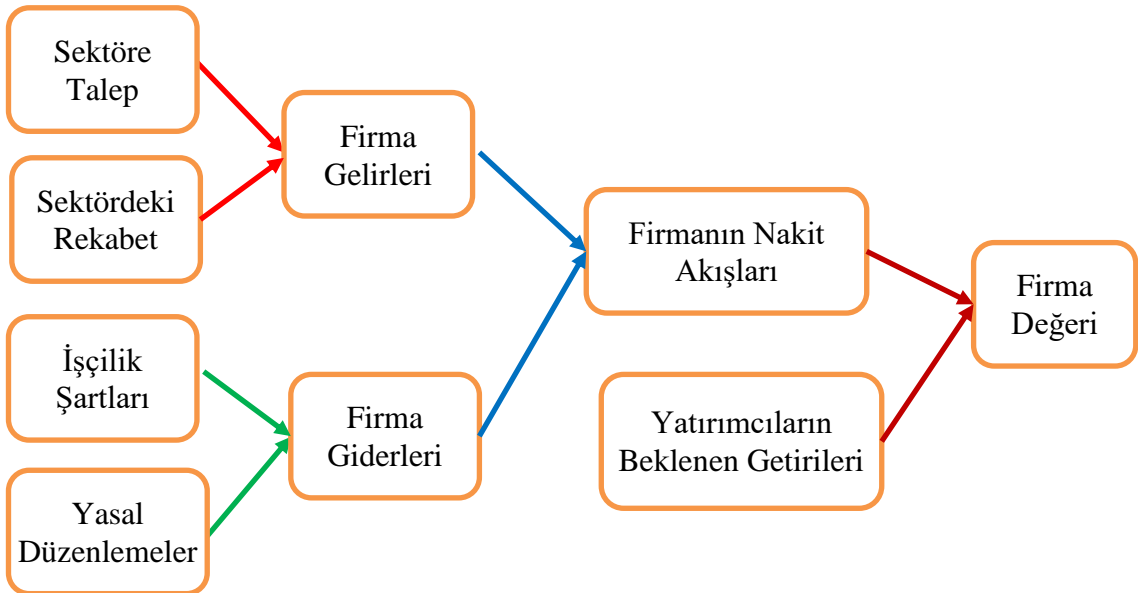 Sektöre
Talep
Sektördeki
Rekabet
Firma
Gelirleri
İşçilik
Şartları
Yasal
Düzenlemeler
Firma
Giderleri
Firmanın Nakit
Akışları
Yatırımcıların
Beklenen Getirileri
Firma
Değeri